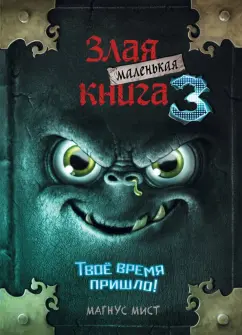 Злая
маленькая
книга 3
Твоё время
пришло!
Магнус Мист